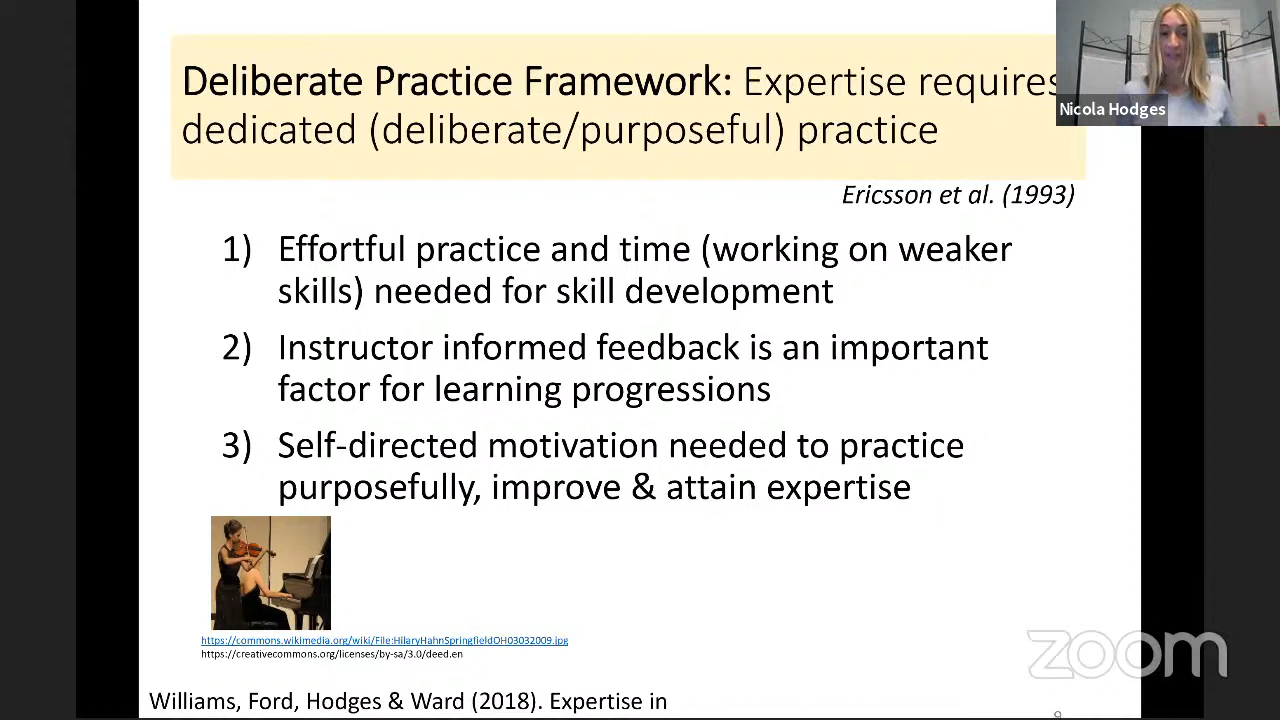 Deliberate Practice Framework: Expertise requires
dedicated (deliberate/purposeful) practice
Nicola Hodges
Ericsson et al. (1993)
1) Effortful practice and time (working on weaker
skills) needed for skill development
2) Instructor informed feedback is an important
factor for learning progressions
3) Self-directed motivation needed to practice
purposefully, improve & attain expertise
https://commons.wikimedia.org/wiki/File:HilaryHahnSpringfieldOH03032009.jpg
https://creativecommons.org/licenses/by-sa/3.0/deed.en
zoom
Williams, Ford, Hodges & Ward (2018). Expertise in
9